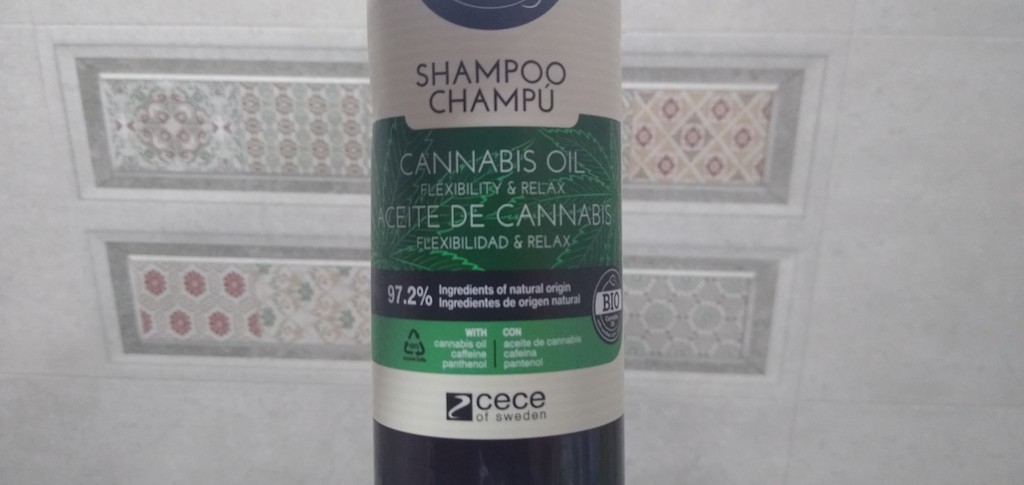 SHAMPOO
CHAMPÚ
CANNABIS OIL
FLEXIBILITY & RELAX
ACEITE DE CANNABIS
FLEXIBILIDAD & RELAX
97.2% Ingredients of natural origin
Ingredientes de origen natural
BIO
WITH
cannabis oil
caffeine
panthenol
CON
aceite de cannabis
cafeína
pantenol
cece
of sweden